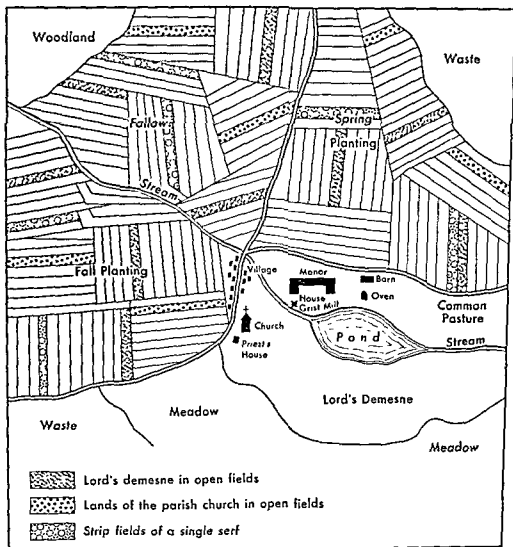 Woodland
Waste
Fallow
Spring
Planting
Stream
Fall Planting
Village
Manor
House
Grist Mill
Barn
Oven
Common
Pasture
Church
Priest's
House
Pond
Stream
Lord's Demesne
Waste
Meadow
Meadow
Lord's demesne in open fields
Lands of the parish church in open fields
Strip fields of a single serf